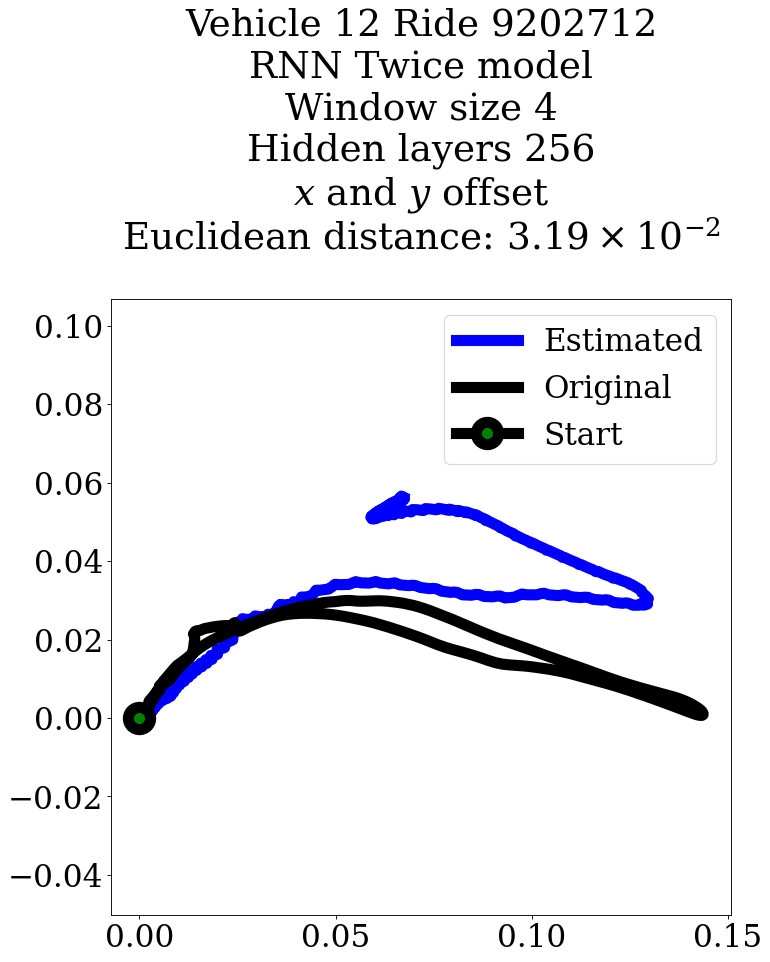 Vehicle 12 Ride 9202712
RNN Twice model
Window size 4
Hidden layers 256
x and y offset
Euclidean distance: 3.19 × 10⁻²
Estimated
Original
Start
0.10
0.08
0.06
0.04
0.02
0.00
−0.02
−0.04
0.00 0.05 0.10 0.15